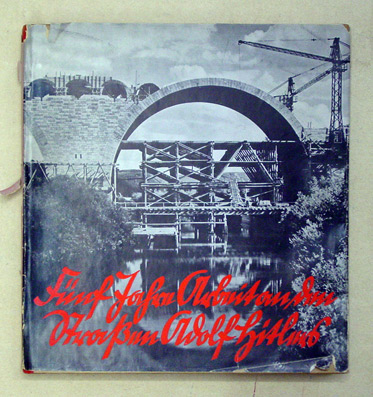 Fünf Jahre Arbeit an den
Straßen Adolf Hitlers